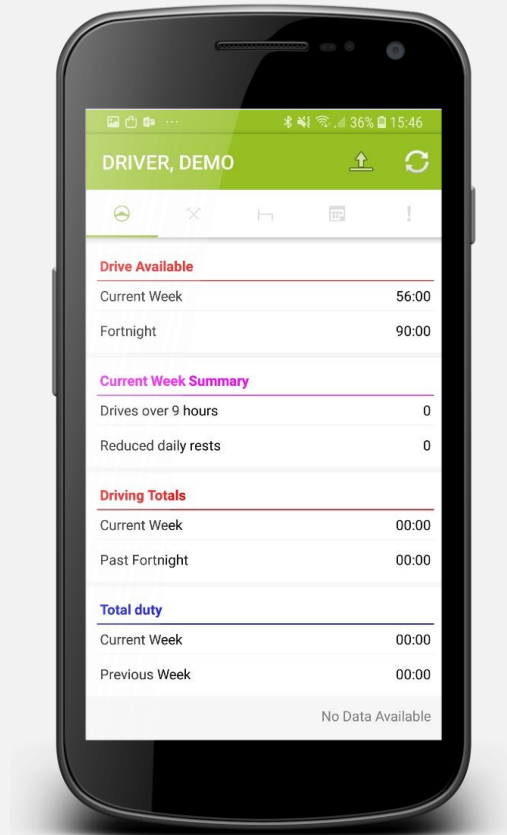 36% 15:46
DRIVER, DEMO
Drive Available
Current Week 56:00
Fortnight 90:00
Current Week Summary
Drives over 9 hours 0
Reduced daily rests 0
Driving Totals
Current Week 00:00
Past Fortnight 00:00
Total duty
Current Week 00:00
Previous Week 00:00
No Data Available